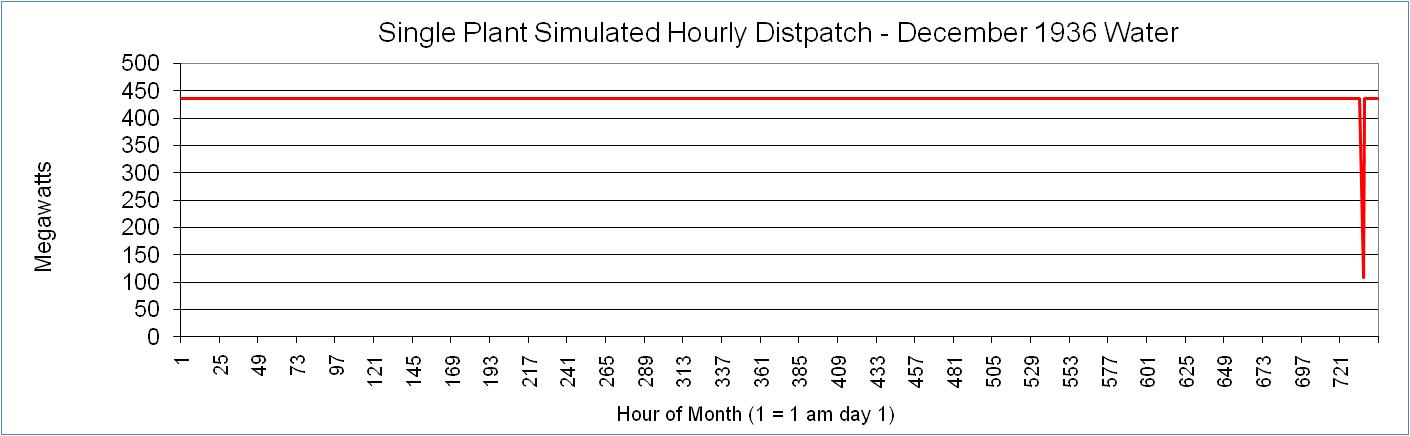 Single Plant Simulated Hourly Distpatch - December 1936 Water
500
450
400
350
300
250
200
150
100
50
0
Megawatts
1 25 49 73 97 121 145 169 193 217 241 265 289 313 337 361 385 409 433 457 481 505 529 553 577 601 625 649 673 697 721
Hour of Month (1 = 1 am day 1)